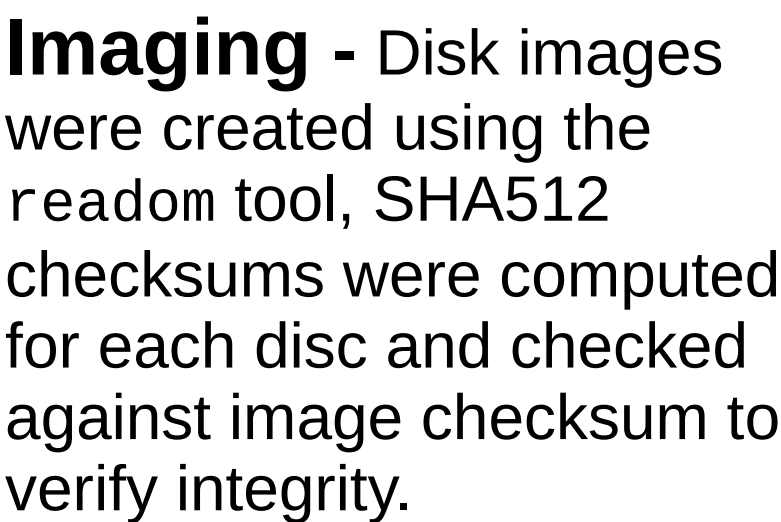 Imaging - Disk images
were created using the
readom tool, SHA512
checksums were computed
for each disc and checked
against image checksum to
verify integrity.